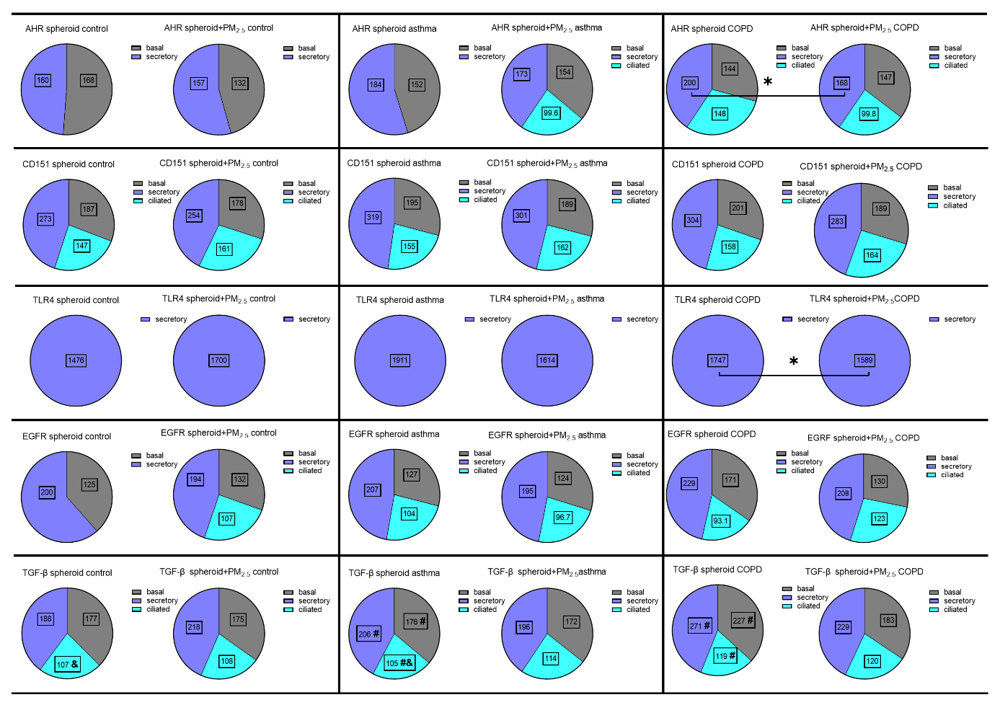 AHR spheroid control
AHR spheroid+PM2.5 control
basal
secretory
basal
secretory
160
168
157
132
AHR spheroid asthma
AHR spheroid+PM2.5 asthma
basal
secretory
basal
secretory
ciliated
184
152
173
154
99.6
AHR spheroid COPD
AHR spheroid+PM2.5 COPD
basal
secretory
ciliated
basal
secretory
ciliated
200
144
148
*
168
147
99.8
CD151 spheroid control
CD151 spheroid+PM2.5 control
basal
secretory
ciliated
basal
secretory
ciliated
273
187
147
254
178
161
CD151 spheroid asthma
CD151 spheroid+PM2.5 asthma
basal
secretory
ciliated
basal
secretory
ciliated
319
195
155
301
189
162
CD151 spheroid COPD
CD151 spheroid+PM2.5 COPD
basal
secretory
ciliated
basal
secretory
ciliated
304
201
158
283
189
164
TLR4 spheroid control
TLR4 spheroid+PM2.5 control
secretory
secretory
1476
1700
TLR4 spheroid asthma
TLR4 spheroid+PM2.5 asthma
secretory
secretory
1911
1614
TLR4 spheroid COPD
TLR4 spheroid+PM2.5COPD
secretory
secretory
1747
*
1589
EGFR spheroid control
EGFR spheroid+PM2.5 control
basal
secretory
basal
secretory
ciliated
200
125
194
132
107
EGFR spheroid asthma
EGFR spheroid+PM2.5 asthma
basal
secretory
ciliated
basal
secretory
ciliated
207
127
104
195
124
96.7
EGFR spheroid COPD
EGRF spheroid+PM2.5 COPD
basal
secretory
ciliated
basal
secretory
ciliated
229
171
93.1
208
130
123
TGF-β spheroid control
TGF-β spheroid+PM2.5 control
basal
secretory
ciliated
basal
secretory
ciliated
188
177
107 &
218
175
108
TGF-β spheroid asthma
TGF-β spheroid+PM2.5asthma
basal
secretory
ciliated
basal
secretory
ciliated
206 #
176 #
105 #&
196
172
114
TGF-β spheroid COPD
TGF-β spheroid+PM2.5 COPD
basal
secretory
ciliated
basal
secretory
ciliated
271 #
227 #
119 #
229
183
120